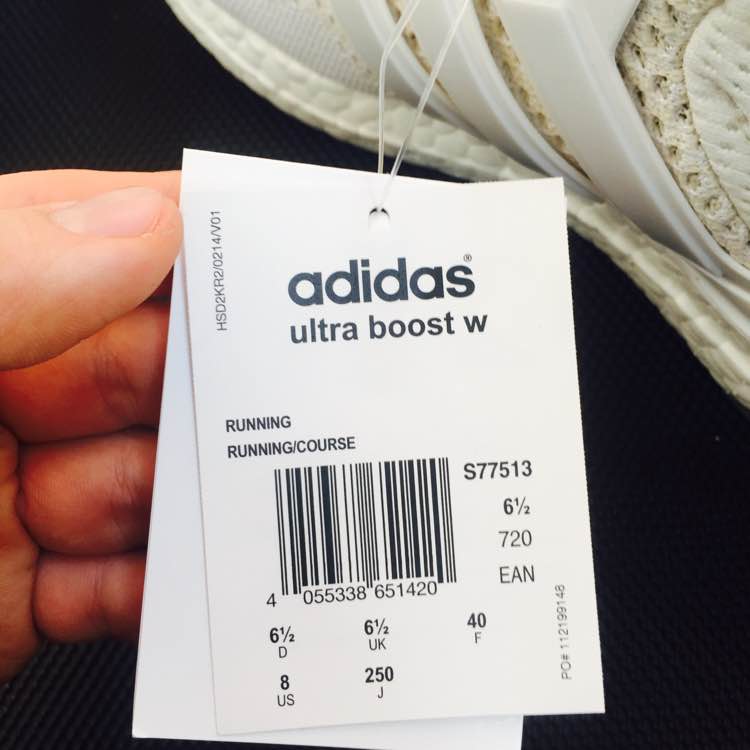 HSD2KR2/0214/V01
adidas®
ultra boost w
RUNNING
RUNNING/COURSE
S77513
6½
720
EAN
4 055338 651420
6½ 6½ 40
D UK F
8 250
US J
PO# 112199148